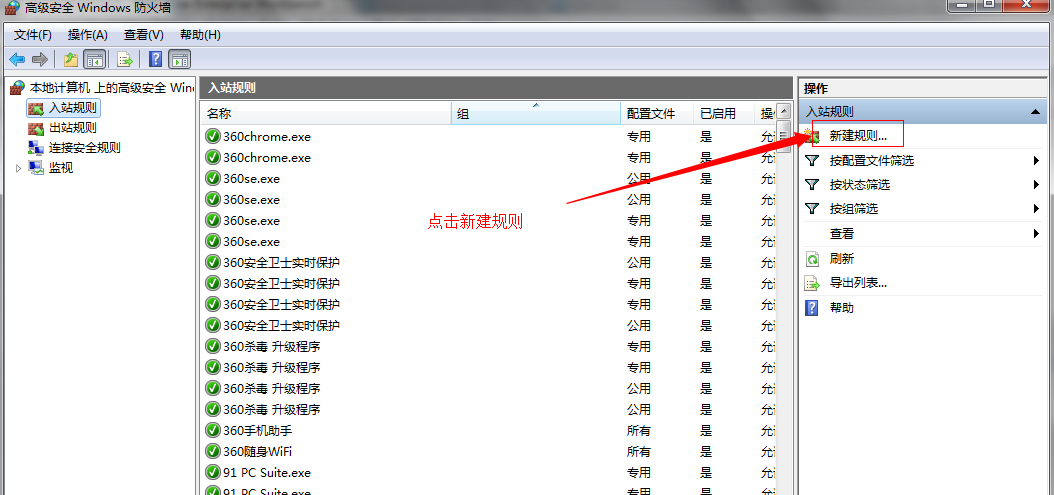 高级安全 Windows 防火墙
文件(F) 操作(A) 查看(V) 帮助(H)
本地计算机 上的高级安全 Wind
入站规则
出站规则
连接安全规则
监视
入站规则
名称 组 配置文件 已启用 操
360chrome.exe 专用 是 允
360chrome.exe 专用 是 允
360se.exe 公用 是 允
360se.exe 公用 是 允
360se.exe 专用 是 允
360se.exe 专用 是 允
360安全卫士实时保护 公用 是 允
360安全卫士实时保护 专用 是 允
360安全卫士实时保护 专用 是 允
360安全卫士实时保护 公用 是 允
360杀毒 升级程序 专用 是 允
360杀毒 升级程序 专用 是 允
360杀毒 升级程序 公用 是 允
360杀毒 升级程序 公用 是 允
360手机助手 所有 是 允
360随身WiFi 所有 是 允
91 PC Suite.exe 专用 是 允
91 PC Suite.exe 公用 是 允
点击新建规则
操作
入站规则
新建规则...
按配置文件筛选
按状态筛选
按组筛选
查看
刷新
导出列表...
帮助